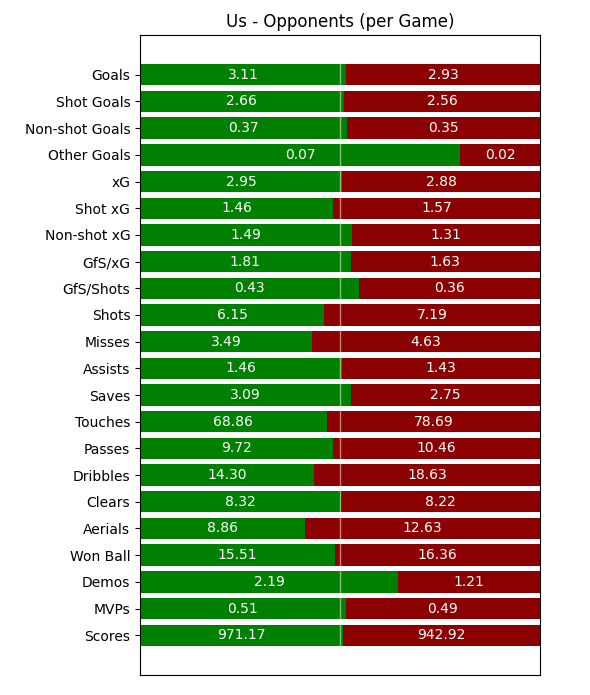 Us - Opponents (per Game)
Goals 3.11 2.93
Shot Goals 2.66 2.56
Non-shot Goals 0.37 0.35
Other Goals 0.07 0.02
xG 2.95 2.88
Shot xG 1.46 1.57
Non-shot xG 1.49 1.31
GfS/xG 1.81 1.63
GfS/Shots 0.43 0.36
Shots 6.15 7.19
Misses 3.49 4.63
Assists 1.46 1.43
Saves 3.09 2.75
Touches 68.86 78.69
Passes 9.72 10.46
Dribbles 14.30 18.63
Clears 8.32 8.22
Aerials 8.86 12.63
Won Ball 15.51 16.36
Demos 2.19 1.21
MVPs 0.51 0.49
Scores 971.17 942.92